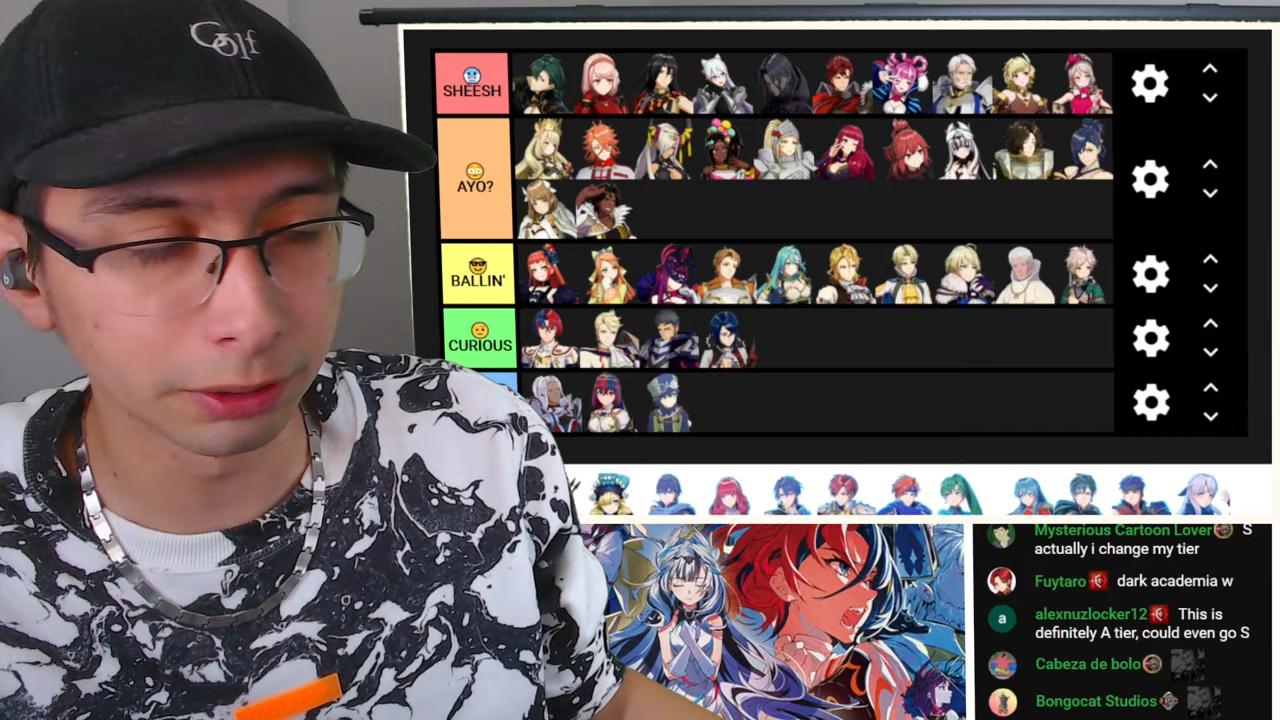 Golf
SHEESH
AYO?
BALLIN'
CURIOUS
Mysterious Cartoon Lover S
actually i change my tier
Fuytaro dark academia w
a alexnuzlocker12 This is
definitely A tier, could even go S
Cabeza de bolo
Bongocat Studios